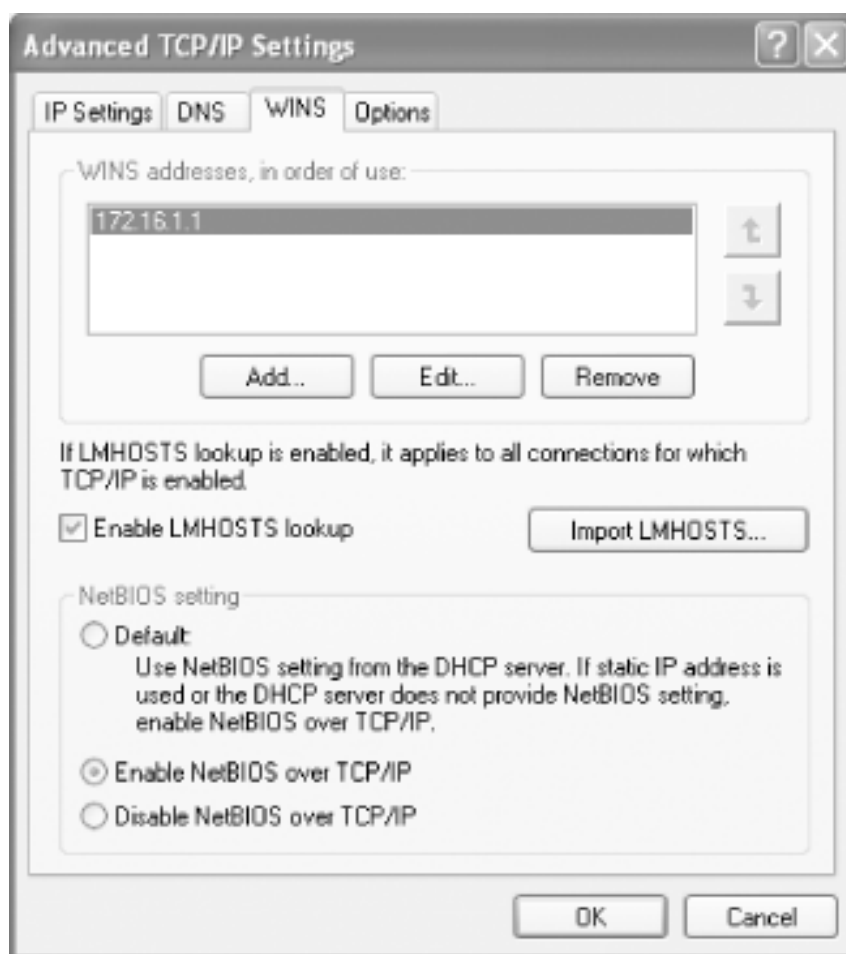 Advanced TCP/IP Settings
IP Settings DNS WINS Options
WINS addresses, in order of use:
172.16.1.1
Add... Edit... Remove
If LMHOSTS lookup is enabled, it applies to all connections for which
TCP/IP is enabled.
Enable LMHOSTS lookup Import LMHOSTS...
NetBIOS setting
Default:
Use NetBIOS setting from the DHCP server. If static IP address is
used or the DHCP server does not provide NetBIOS setting,
enable NetBIOS over TCP/IP.
Enable NetBIOS over TCP/IP
Disable NetBIOS over TCP/IP
OK Cancel